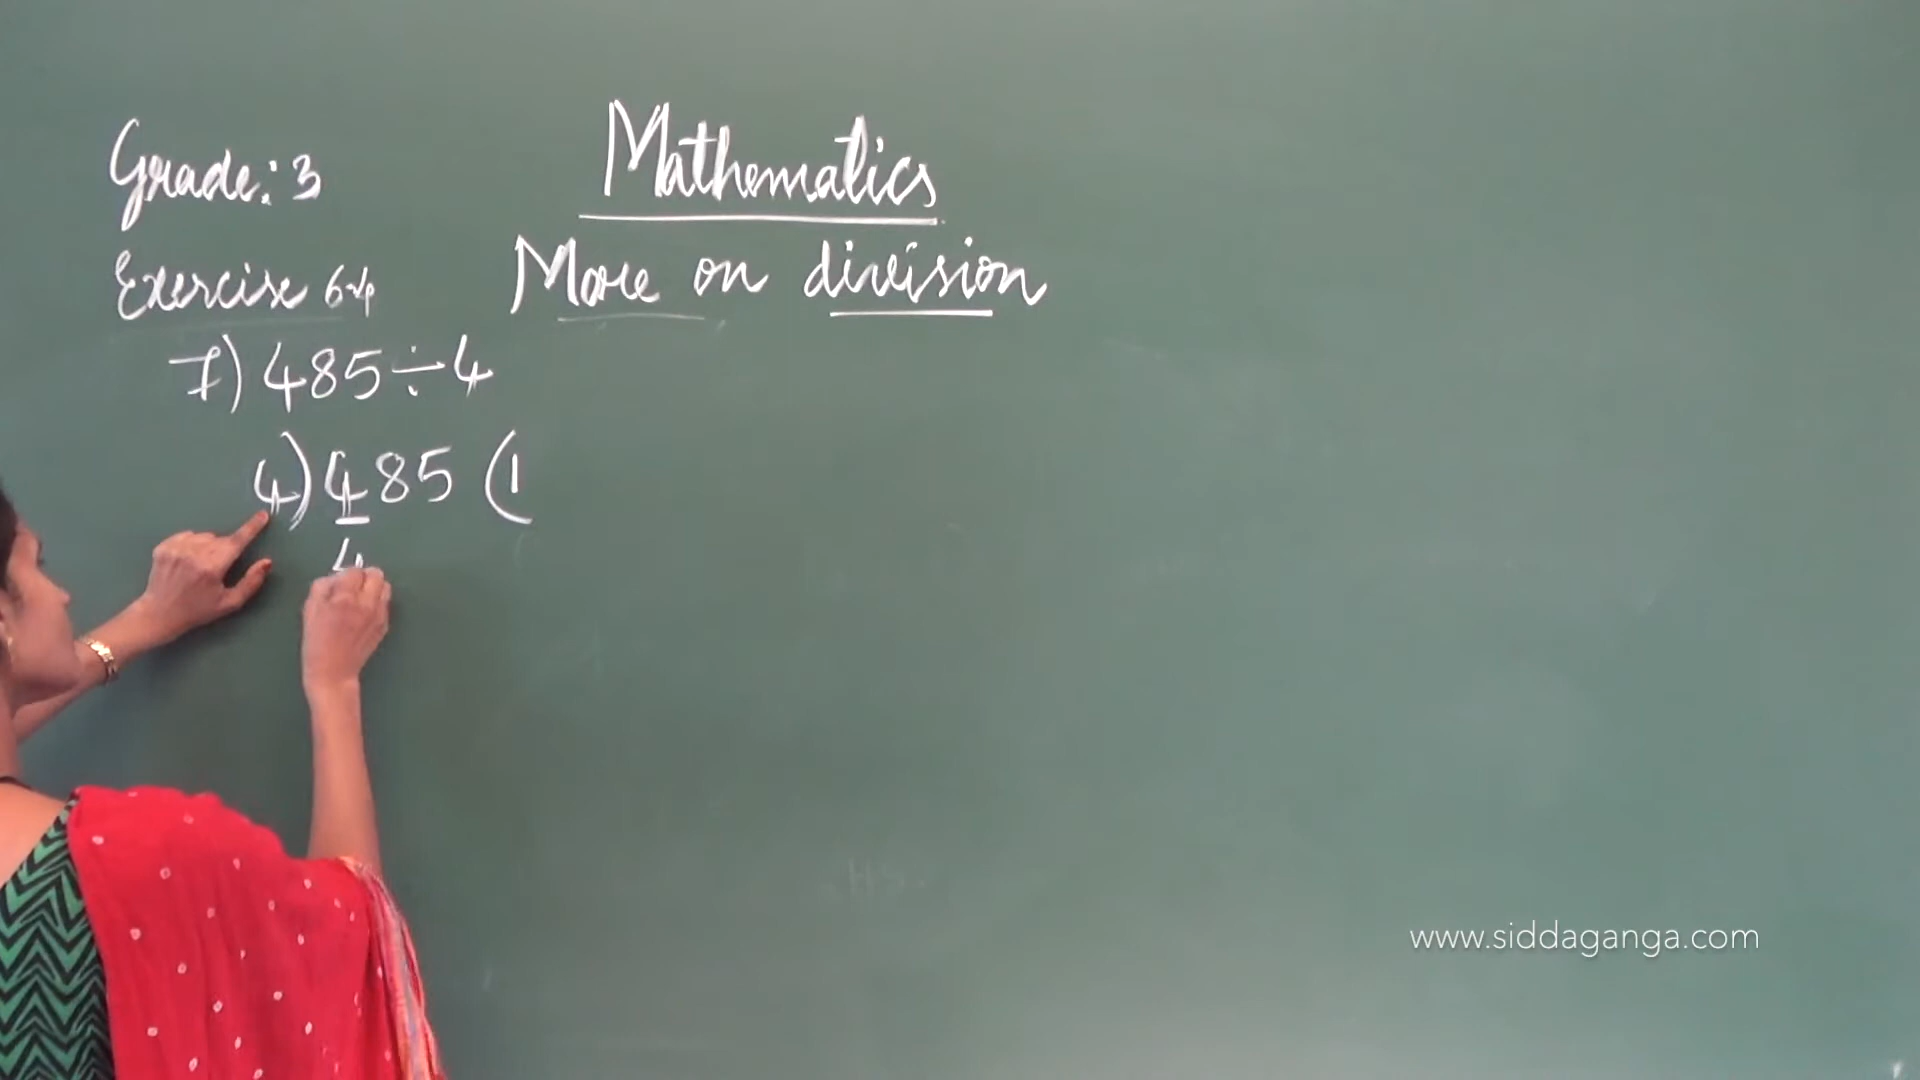 Mathematics
Grade: 3
More on division
Exercise 6.4
7) 485 ÷ 4
4) 485 (1
4
www.siddaganga.com